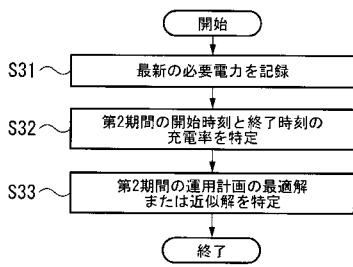 開始
S31
最新の必要電力を記録
S32
第2期間の開始時刻と終了時刻の
充電率を特定
S33
第2期間の運用計画の最適解
または近似解を特定
終了